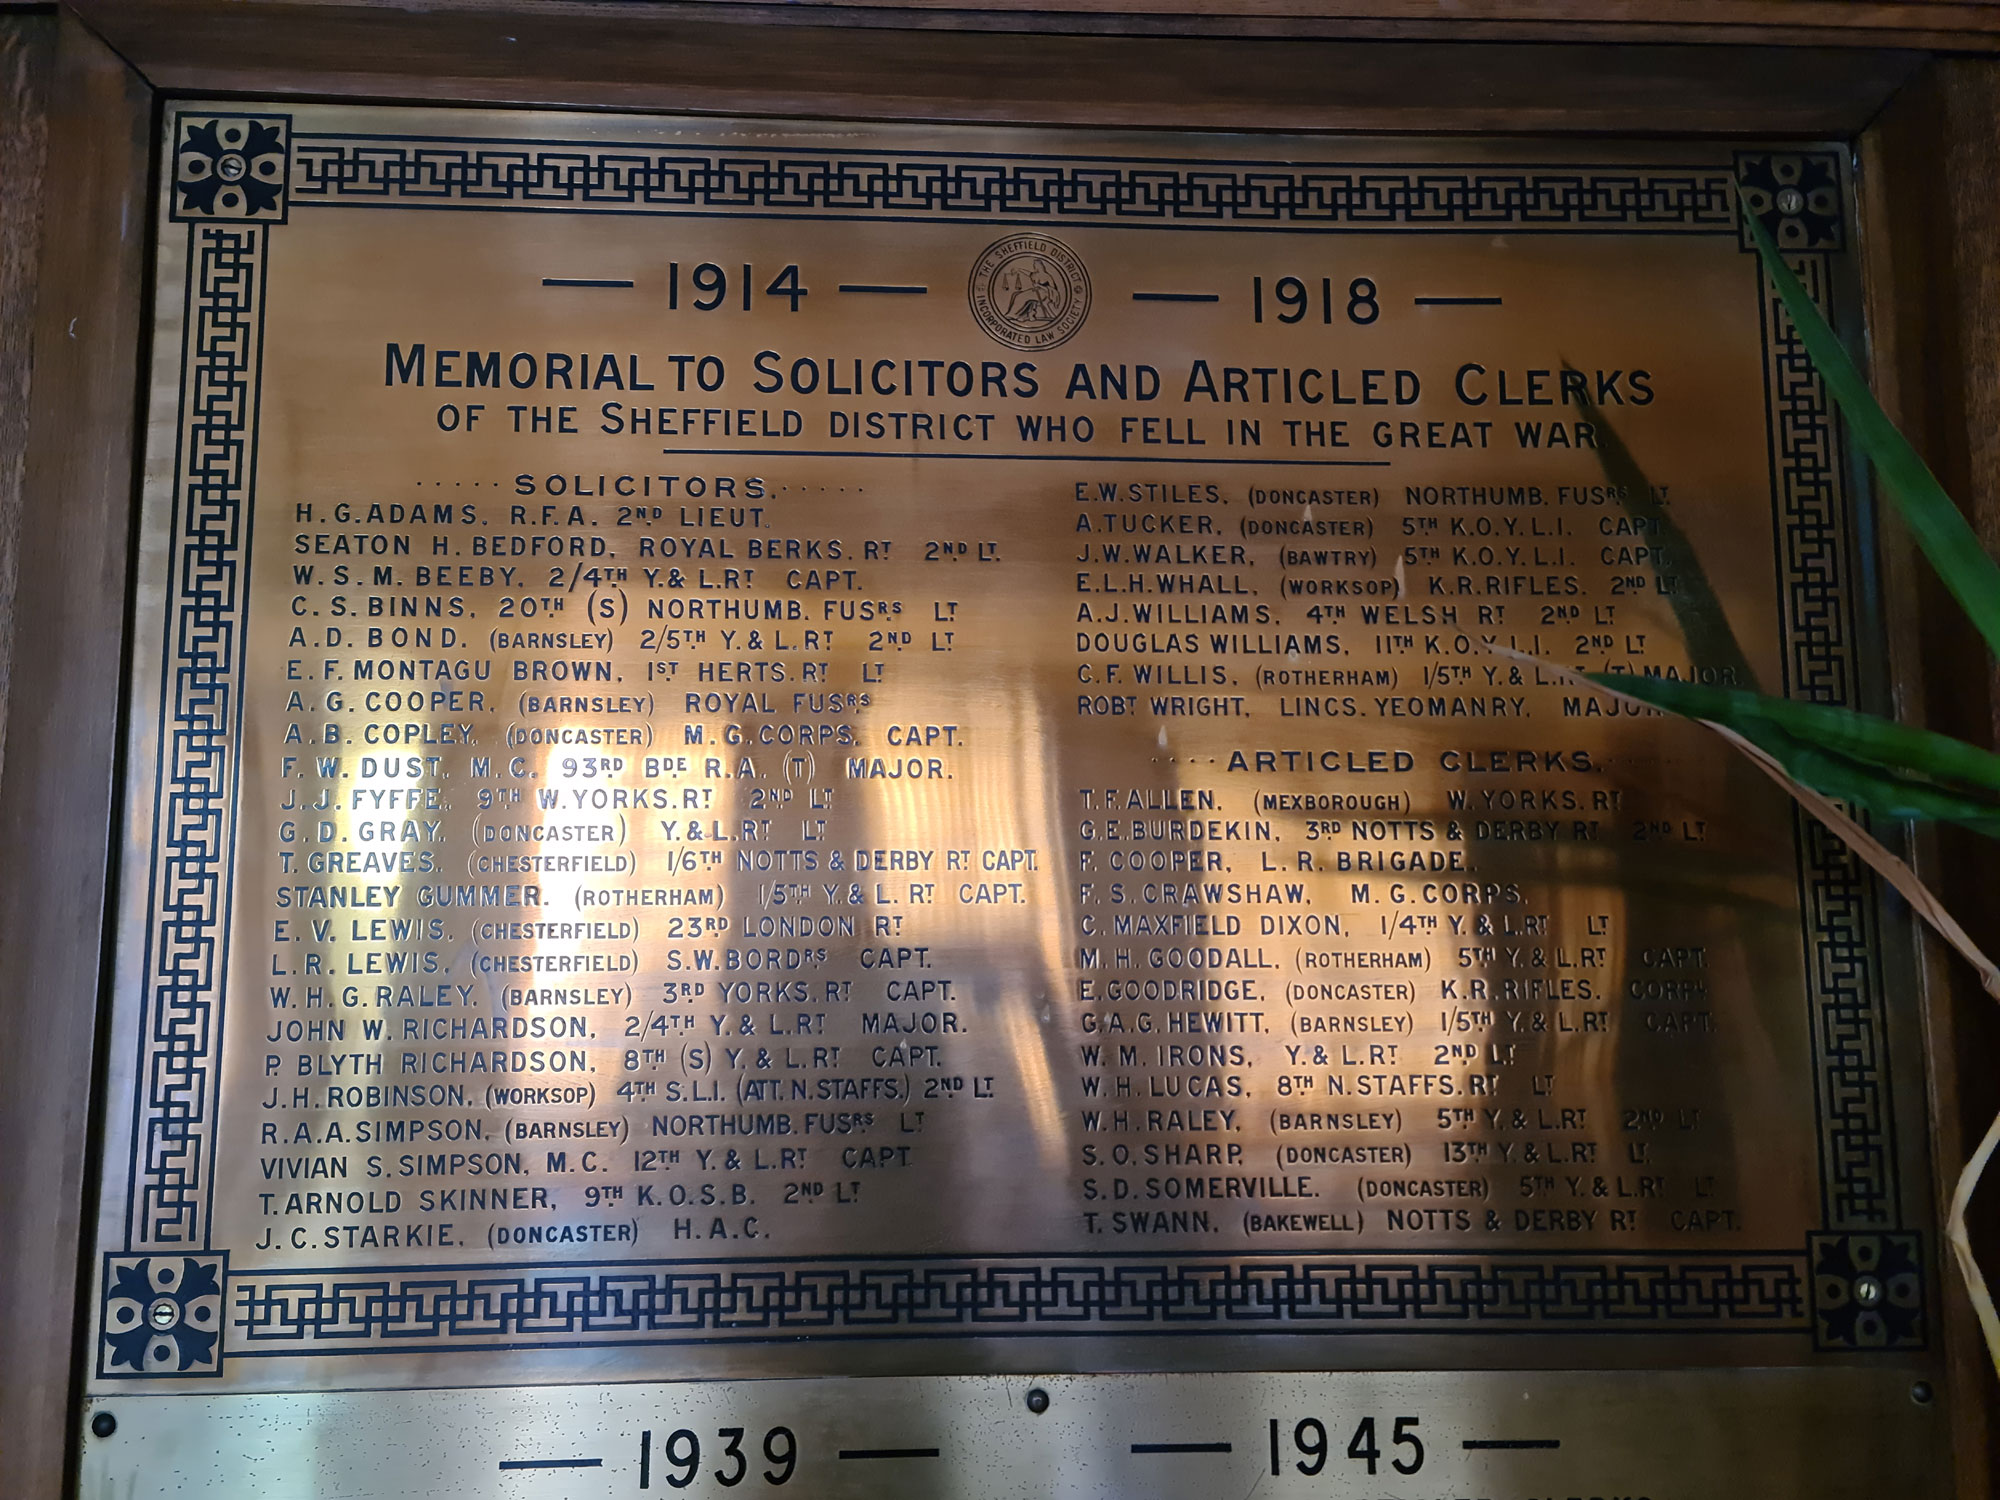 — 1914 — — 1918 —
THE SHEFFIELD DISTRICT INCORPORATED LAW SOCIETY
MEMORIAL TO SOLICITORS AND ARTICLED CLERKS
OF THE SHEFFIELD DISTRICT WHO FELL IN THE GREAT WAR
····· SOLICITORS. ·····
H.G.ADAMS. R.F.A. 2ND LIEUT.
SEATON H. BEDFORD, ROYAL BERKS. RT 2ND LT.
W. S. M. BEEBY, 2/4TH Y.& L.RT CAPT.
C. S. BINNS, 20TH (S) NORTHUMB. FUSRS LT
A.D. BOND. (BARNSLEY) 2/5TH Y.& L.RT 2ND LT
E. F. MONTAGU BROWN, 1ST HERTS. RT LT
A. G. COOPER, (BARNSLEY) ROYAL FUSRS
A. B. COPLEY, (DONCASTER) M.G.CORPS. CAPT.
F. W. DUST, M.C. 93RD BDE R.A. (T) MAJOR.
J. J. FYFFE, 9TH W.YORKS.RT 2ND LT
G. D. GRAY, (DONCASTER) Y.& L.RT LT
T. GREAVES. (CHESTERFIELD) 1/6TH NOTTS & DERBY RT CAPT.
STANLEY GUMMER. (ROTHERHAM) 1/5TH Y.& L. RT CAPT.
E. V. LEWIS. (CHESTERFIELD) 23RD LONDON RT
L.R. LEWIS, (CHESTERFIELD) S.W.BORDRS CAPT.
W. H. G. RALEY. (BARNSLEY) 3RD YORKS. RT CAPT.
JOHN W. RICHARDSON, 2/4TH Y.& L.RT MAJOR.
P. BLYTH RICHARDSON, 8TH (S) Y. & L.RT CAPT.
J.H.ROBINSON, (WORKSOP) 4TH S.L.I. (ATT. N.STAFFS.) 2ND LT.
R.A.A.SIMPSON, (BARNSLEY) NORTHUMB. FUSRS LT
VIVIAN S.SIMPSON, M.C. 12TH Y.& L.RT CAPT
T. ARNOLD SKINNER, 9TH K.O.S.B. 2ND LT
J. C. STARKIE. (DONCASTER) H.A.C.
E.W.STILES, (DONCASTER) NORTHUMB. FUSRS LT.
A.TUCKER, (DONCASTER) 5TH K.O.Y.L.I. CAPT.
J.W.WALKER, (BAWTRY) 5TH K.O.Y.L.I. CAPT.
E.L.H.WHALL, (WORKSOP) K.R.RIFLES. 2ND LT
A.J.WILLIAMS. 4TH WELSH RT 2ND LT
DOUGLAS WILLIAMS, 11TH K.O.Y.L.I. 2ND LT
C.F. WILLIS, (ROTHERHAM) 1/5TH Y.& L.RT (T) MAJOR.
ROBT WRIGHT, LINCS. YEOMANRY, MAJOR.
···· ARTICLED CLERKS. ····
T.F.ALLEN. (MEXBOROUGH) W. YORKS. RT
G.E.BURDEKIN, 3RD NOTTS & DERBY RT 2ND LT
F. COOPER, L. R. BRIGADE.
F. S. CRAWSHAW, M.G.CORPS.
C. MAXFIELD DIXON, 1/4TH Y. & L.RT LT
M. H. GOODALL, (ROTHERHAM) 5TH Y. & L.RT CAPT.
E.GOODRIDGE, (DONCASTER) K.R.RIFLES. CORPL
G.A.G.HEWITT, (BARNSLEY) 1/5TH Y. & L.RT CAPT.
W. M. IRONS, Y.& L.RT 2ND LT
W. H. LUCAS, 8TH N.STAFFS.RT LT
W.H.RALEY, (BARNSLEY) 5TH Y. & L.RT 2ND LT
S. O. SHARP. (DONCASTER) 13TH Y. & L.RT LT.
S.D. SOMERVILLE. (DONCASTER) 5TH Y. & L.RT LT
T. SWANN. (BAKEWELL) NOTTS & DERBY RT CAPT.
— 1939 — — 1945 —